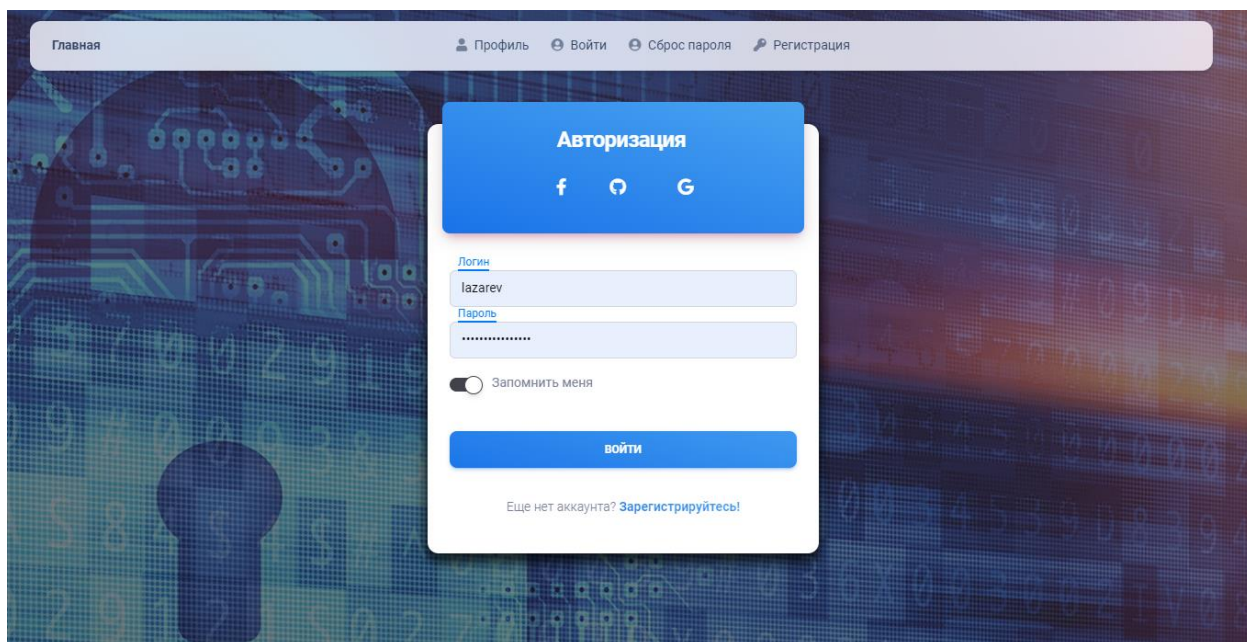 Главная Профиль Войти Сброс пароля Регистрация
Авторизация
Логин
lazarev
Пароль
••••••••••••••••
Запомнить меня
ВОЙТИ
Еще нет аккаунта? Зарегистрируйтесь!